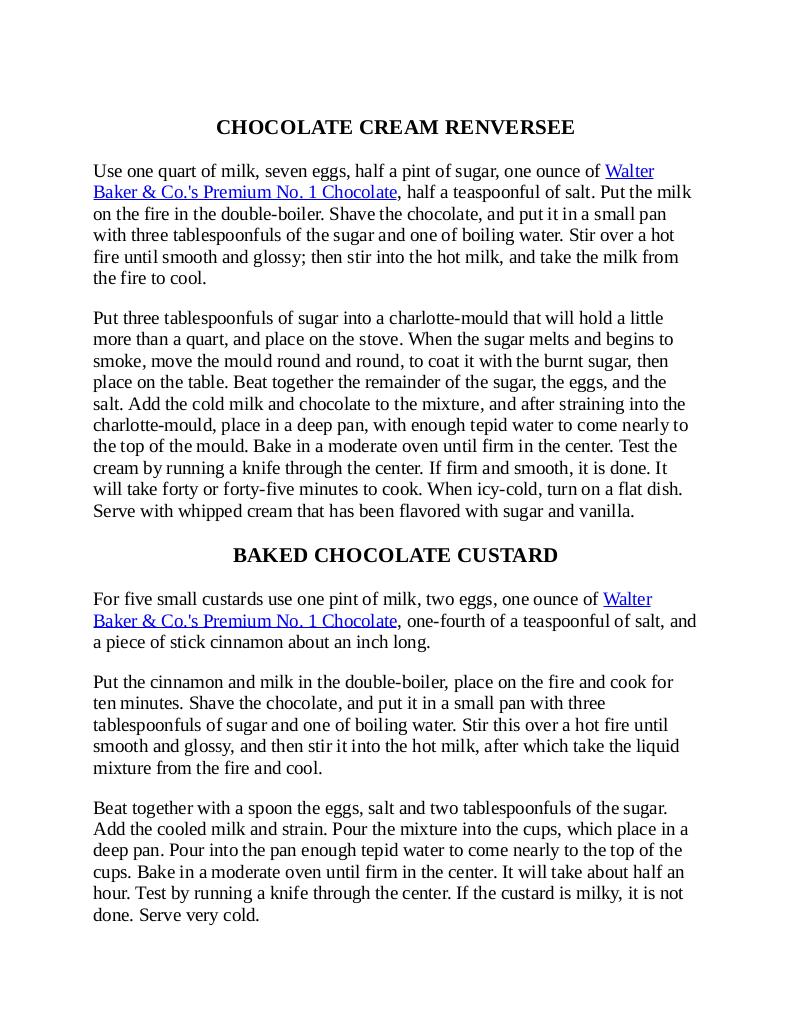 CHOCOLATE CREAM RENVERSEE
Use one quart of milk, seven eggs, half a pint of sugar, one ounce of Walter
Baker & Co.'s Premium No. 1 Chocolate, half a teaspoonful of salt. Put the milk
on the fire in the double-boiler. Shave the chocolate, and put it in a small pan
with three tablespoonfuls of the sugar and one of boiling water. Stir over a hot
fire until smooth and glossy; then stir into the hot milk, and take the milk from
the fire to cool.
Put three tablespoonfuls of sugar into a charlotte-mould that will hold a little
more than a quart, and place on the stove. When the sugar melts and begins to
smoke, move the mould round and round, to coat it with the burnt sugar, then
place on the table. Beat together the remainder of the sugar, the eggs, and the
salt. Add the cold milk and chocolate to the mixture, and after straining into the
charlotte-mould, place in a deep pan, with enough tepid water to come nearly to
the top of the mould. Bake in a moderate oven until firm in the center. Test the
cream by running a knife through the center. If firm and smooth, it is done. It
will take forty or forty-five minutes to cook. When icy-cold, turn on a flat dish.
Serve with whipped cream that has been flavored with sugar and vanilla.
BAKED CHOCOLATE CUSTARD
For five small custards use one pint of milk, two eggs, one ounce of Walter
Baker & Co.'s Premium No. 1 Chocolate, one-fourth of a teaspoonful of salt, and
a piece of stick cinnamon about an inch long.
Put the cinnamon and milk in the double-boiler, place on the fire and cook for
ten minutes. Shave the chocolate, and put it in a small pan with three
tablespoonfuls of sugar and one of boiling water. Stir this over a hot fire until
smooth and glossy, and then stir it into the hot milk, after which take the liquid
mixture from the fire and cool.
Beat together with a spoon the eggs, salt and two tablespoonfuls of the sugar.
Add the cooled milk and strain. Pour the mixture into the cups, which place in a
deep pan. Pour into the pan enough tepid water to come nearly to the top of the
cups. Bake in a moderate oven until firm in the center. It will take about half an
hour. Test by running a knife through the center. If the custard is milky, it is not
done. Serve very cold.